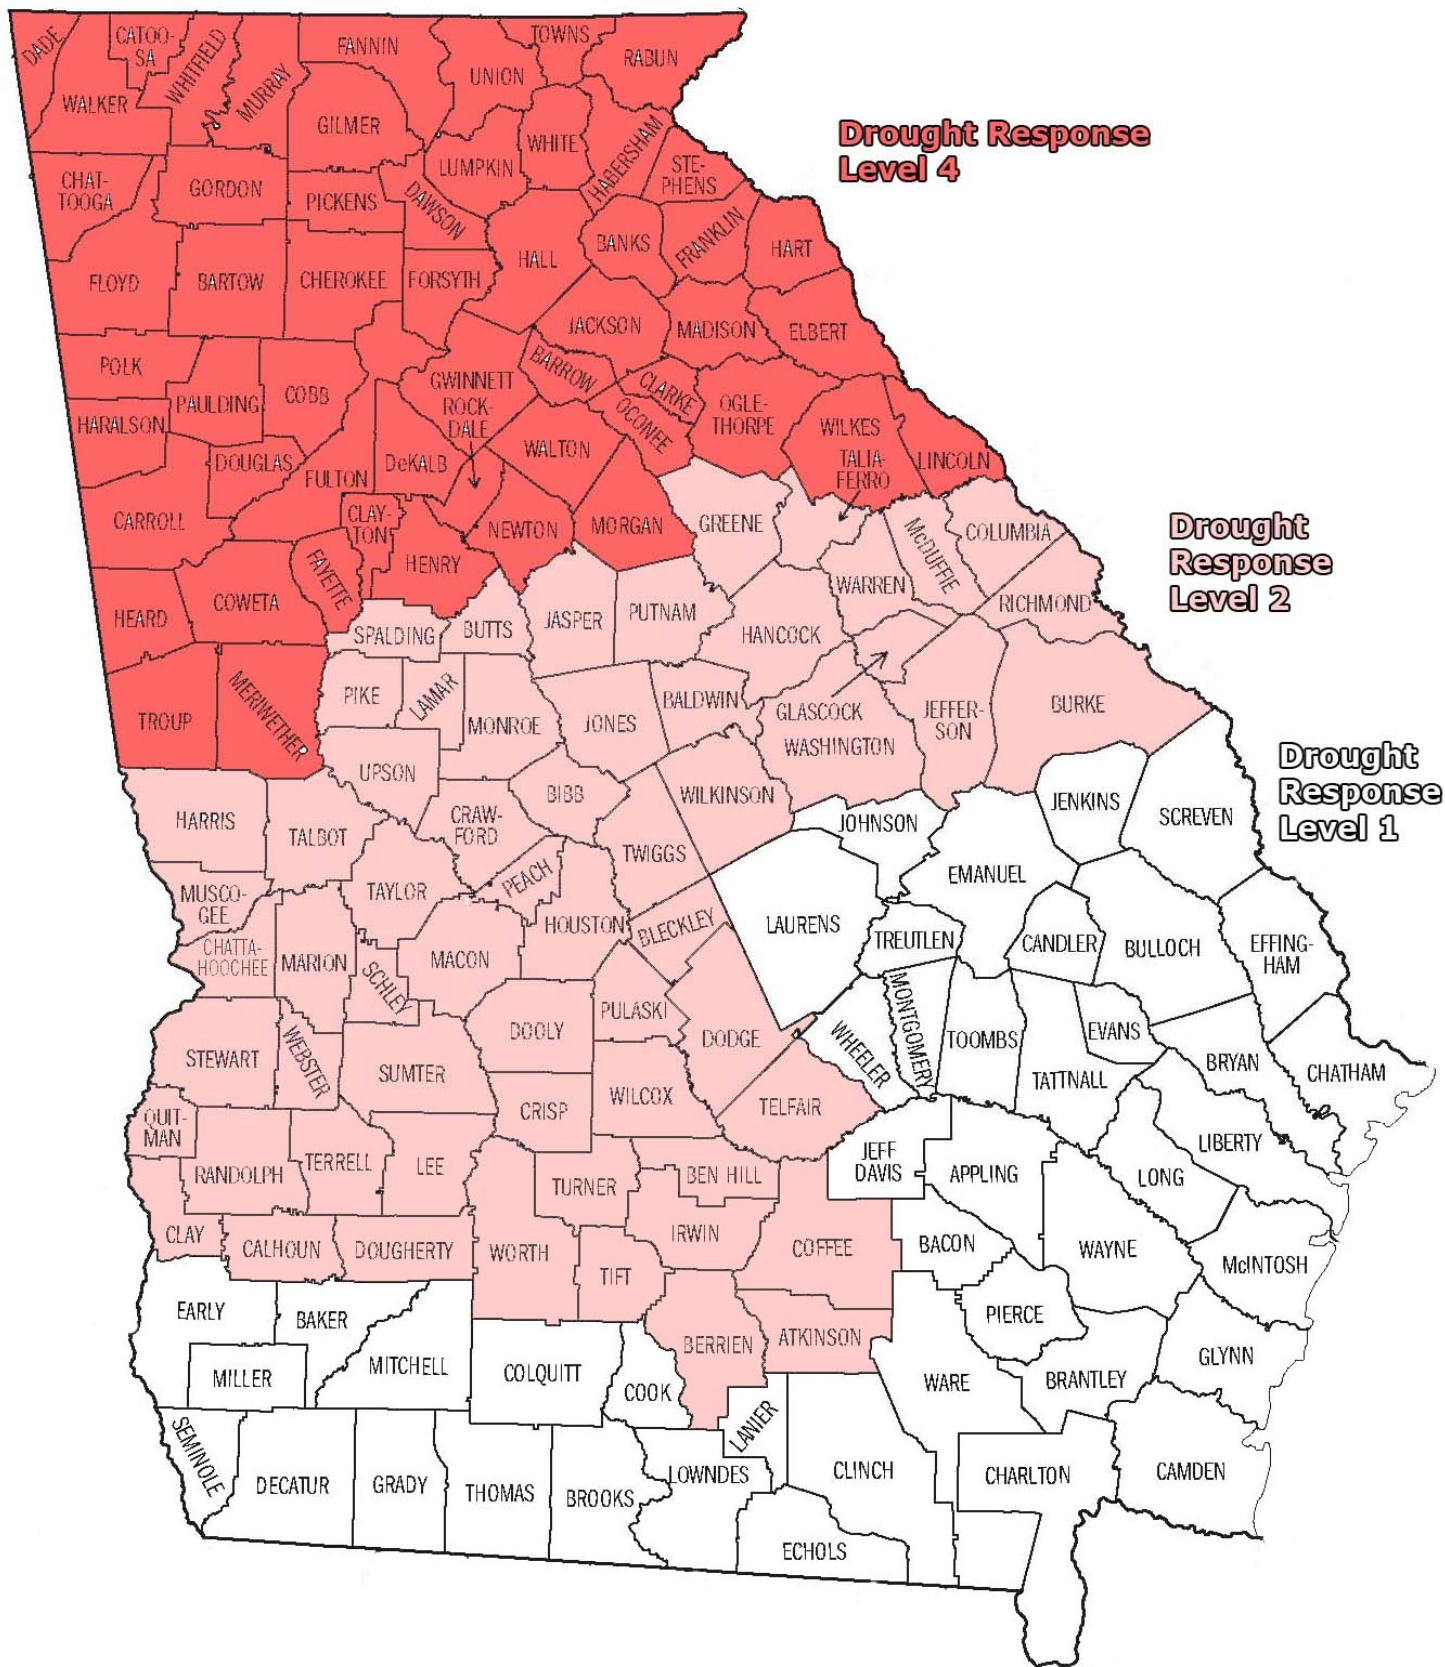 DADE
CATOO-
SA
WHITFIELD
MURRAY
FANNIN
UNION
TOWNS
RABUN
WALKER
GILMER
LUMPKIN
WHITE
HABERSHAM
STE-
PHENS
Drought Response
Level 4
CHAT-
TOOGA
GORDON
PICKENS
DAWSON
HALL
BANKS
FRANKLIN
HART
FLOYD
BARTOW
CHEROKEE
FORSYTH
JACKSON
MADISON
ELBERT
POLK
PAULDING
COBB
GWINNETT
BARROW
CLARKE
OCONEE
OGLE-
THORPE
WILKES
LINCOLN
HARALSON
DOUGLAS
FULTON
DeKALB
ROCK-
DALE
WALTON
TALIA-
FERRO
CARROLL
CLAY-
TON
HENRY
NEWTON
MORGAN
GREENE
McDUFFIE
COLUMBIA
Drought
Response
Level 2
HEARD
COWETA
FAYETTE
SPALDING
BUTTS
JASPER
PUTNAM
HANCOCK
WARREN
RICHMOND
TROUP
MERIWETHER
PIKE
LAMAR
MONROE
JONES
BALDWIN
GLASCOCK
WASHINGTON
JEFFER-
SON
BURKE
Drought
Response
Level 1
HARRIS
TALBOT
UPSON
CRAW-
FORD
BIBB
TWIGGS
WILKINSON
JOHNSON
JENKINS
SCREVEN
EMANUEL
MUSCO-
GEE
TAYLOR
PEACH
HOUSTON
BLECKLEY
LAURENS
TREUTLEN
CANDLER
BULLOCH
EFFING-
HAM
CHATTA-
HOOCHEE
MARION
SCHLEY
MACON
STEWART
WEBSTER
SUMTER
DOOLY
PULASKI
DODGE
WHEELER
MONTGOMERY
TOOMBS
TATTNALL
EVANS
BRYAN
CHATHAM
QUIT-
MAN
CRISP
WILCOX
TELFAIR
LIBERTY
RANDOLPH
TERRELL
LEE
TURNER
BEN HILL
JEFF
DAVIS
APPLING
LONG
CLAY
CALHOUN
DOUGHERTY
WORTH
TIFT
IRWIN
COFFEE
BACON
WAYNE
McINTOSH
EARLY
BAKER
MITCHELL
MILLER
COLQUITT
COOK
BERRIEN
ATKINSON
WARE
PIERCE
BRANTLEY
GLYNN
SEMINOLE
DECATUR
GRADY
THOMAS
BROOKS
LOWNDES
LANIER
CLINCH
ECHOLS
CHARLTON
CAMDEN